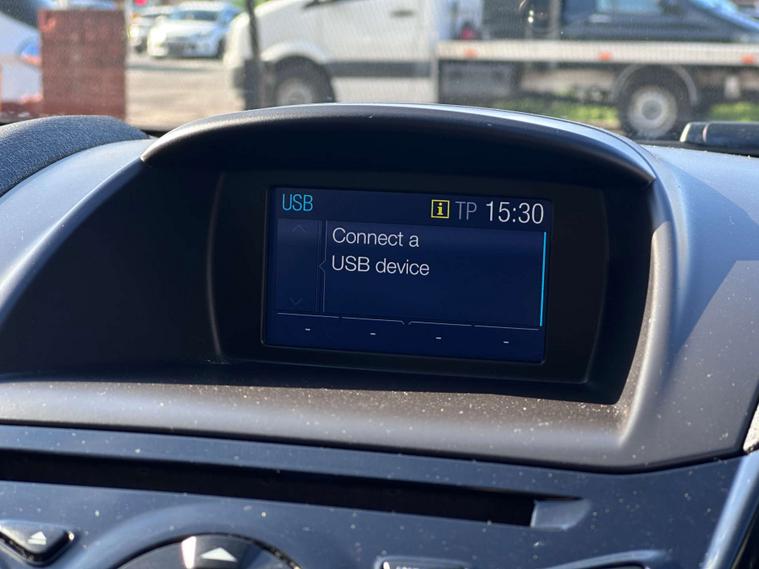 USB
i TP 15:30
Connect a
USB device
- - - -